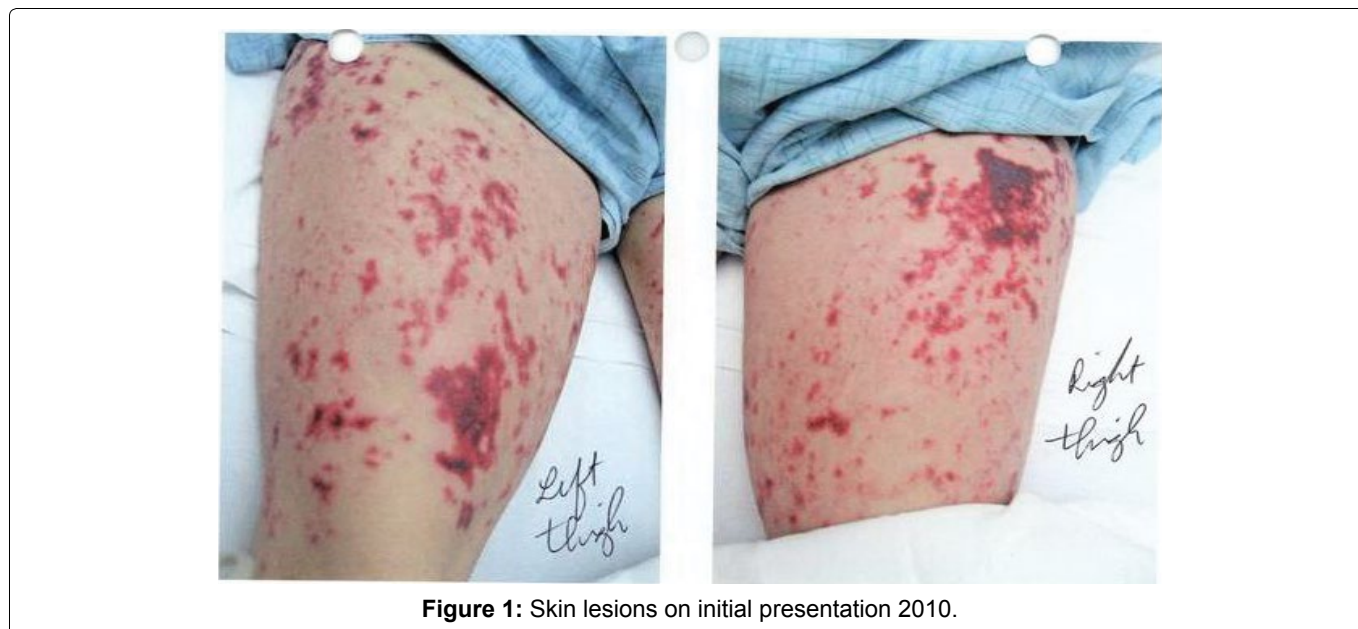 Left
thigh
Right
thigh
Figure 1: Skin lesions on initial presentation 2010.